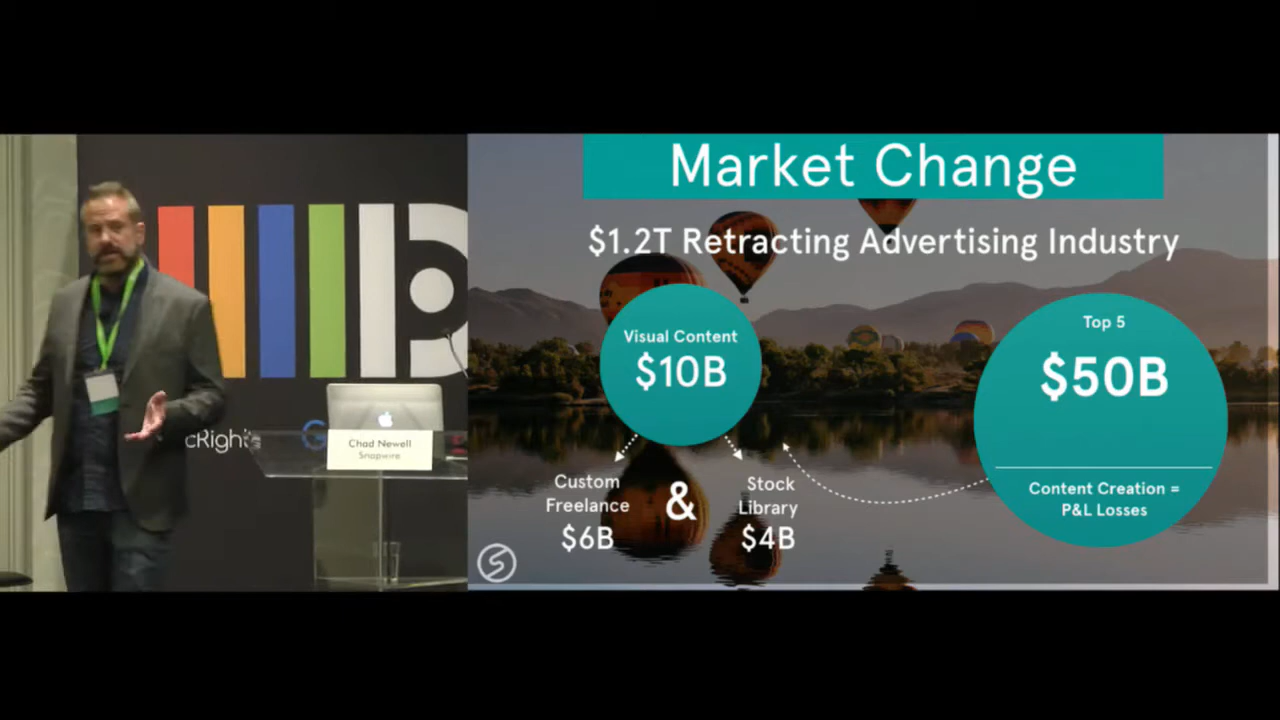 Market Change
$1.2T Retracting Advertising Industry
Visual Content
$10B
Top 5
$50B
Content Creation =
P&L Losses
Custom
Freelance
$6B
&
Stock
Library
$4B
Chad Newell
Snapwire